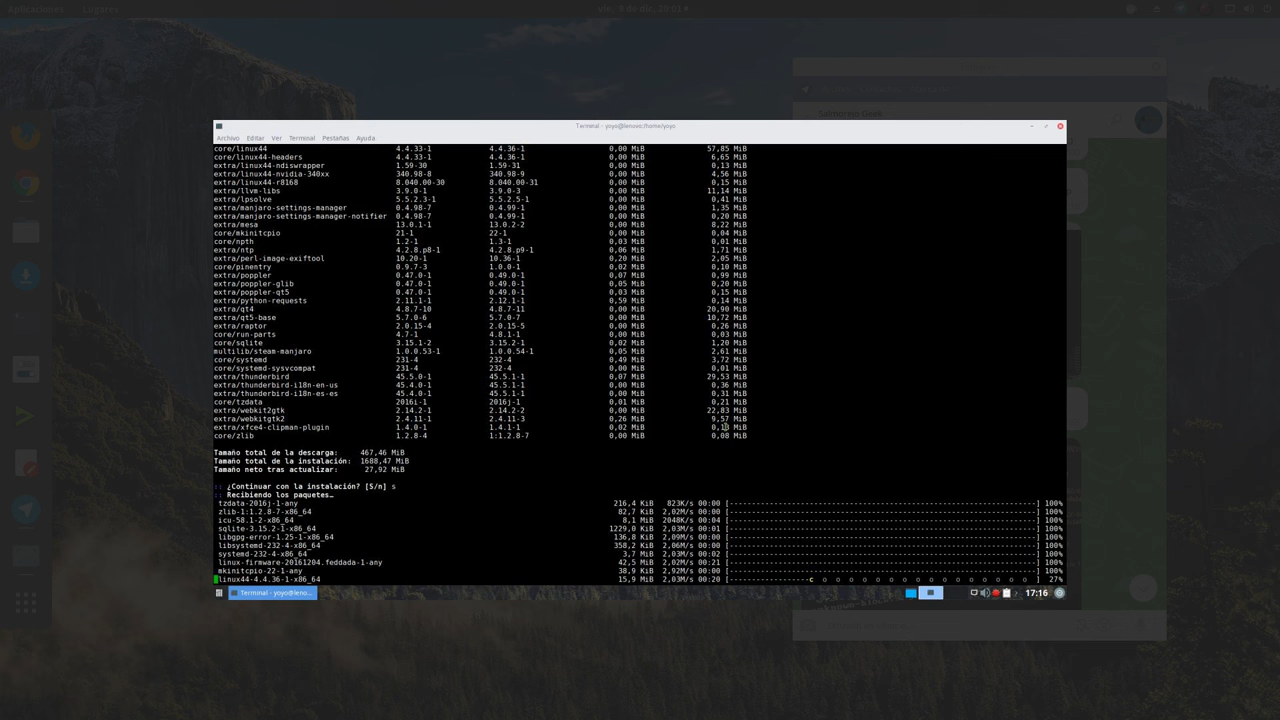 Aplicaciones Lugares
vie, 9 de dic, 20:01
Terminal - yoyo@lenovo:/home/yoyo
Archivo Editar Ver Terminal Pestañas Ayuda
core/linux44 4.4.33-1 4.4.36-1 0,00 MiB 57,85 MiB
core/linux44-headers 4.4.33-1 4.4.36-1 0,00 MiB 6,65 MiB
extra/linux44-ndiswrapper 1.59-30 1.59-31 0,00 MiB 0,13 MiB
extra/linux44-nvidia-340xx 340.98-8 340.98-9 0,00 MiB 4,56 MiB
extra/linux44-r8168 8.040.00-30 8.040.00-31 0,00 MiB 0,15 MiB
extra/llvm-libs 3.9.0-1 3.9.0-3 0,00 MiB 11,14 MiB
extra/lpsolve 5.5.2.3-1 5.5.2.5-1 0,00 MiB 0,41 MiB
extra/manjaro-settings-manager 0.4.98-7 0.4.99-1 0,00 MiB 1,35 MiB
extra/manjaro-settings-manager-notifier 0.4.98-7 0.4.99-1 0,00 MiB 0,20 MiB
extra/mesa 13.0.1-1 13.0.2-2 0,00 MiB 8,22 MiB
core/mkinitcpio 21-1 22-1 0,00 MiB 0,04 MiB
core/npth 1.2-1 1.3-1 0,03 MiB 0,01 MiB
extra/ntp 4.2.8.p8-1 4.2.8.p9-1 0,06 MiB 1,71 MiB
extra/perl-image-exiftool 10.20-1 10.36-1 0,20 MiB 2,05 MiB
core/pinentry 0.9.7-3 1.0.0-1 0,02 MiB 0,10 MiB
extra/poppler 0.47.0-1 0.49.0-1 0,07 MiB 0,99 MiB
extra/poppler-glib 0.47.0-1 0.49.0-1 0,05 MiB 0,20 MiB
extra/poppler-qt5 0.47.0-1 0.49.0-1 0,03 MiB 0,15 MiB
extra/python-requests 2.11.1-1 2.12.1-1 0,59 MiB 0,14 MiB
extra/qt4 4.8.7-10 4.8.7-11 0,00 MiB 20,90 MiB
extra/qt5-base 5.7.0-6 5.7.0-7 0,00 MiB 10,72 MiB
extra/raptor 2.0.15-4 2.0.15-5 0,00 MiB 0,26 MiB
core/run-parts 4.7-1 4.8.1-1 0,00 MiB 0,03 MiB
core/sqlite 3.15.1-2 3.15.2-1 0,02 MiB 1,20 MiB
multilib/steam-manjaro 1.0.0.53-1 1.0.0.54-1 0,05 MiB 2,61 MiB
core/systemd 231-4 232-4 0,49 MiB 3,72 MiB
core/systemd-sysvcompat 231-4 232-4 0,00 MiB 0,01 MiB
extra/thunderbird 45.5.0-1 45.5.1-1 0,07 MiB 29,53 MiB
extra/thunderbird-i18n-en-us 45.4.0-1 45.5.1-1 0,00 MiB 0,36 MiB
extra/thunderbird-i18n-es-es 45.4.0-1 45.5.1-1 0,00 MiB 0,31 MiB
core/tzdata 2016i-1 2016j-1 0,01 MiB 0,21 MiB
extra/webkit2gtk 2.14.2-1 2.14.2-2 0,00 MiB 22,83 MiB
extra/webkitgtk2 2.4.11-1 2.4.11-3 0,26 MiB 9,57 MiB
extra/xfce4-clipman-plugin 1.4.0-1 1.4.1-1 0,02 MiB MiB
core/zlib 1.2.8-4 1:1.2.8-7 0,00 MiB 0,08 MiB
Tamaño total de la descarga: 467,46 MiB
Tamaño total de la instalación: 1688,47 MiB
Tamaño neto tras actualizar: 27,92 MiB
:: ¿Continuar con la instalación? [S/n] s
:: Recibiendo los paquetes…
tzdata-2016j-1-any 216,4 KiB 823K/s 00:00 [-----------------------------------------] 100%
zlib-1:1.2.8-7-x86_64 82,7 KiB 2,02M/s 00:00 [-----------------------------------------] 100%
icu-58.1-2-x86_64 8,1 MiB 2048K/s 00:04 [-----------------------------------------] 100%
sqlite-3.15.2-1-x86_64 1229,0 KiB 2,03M/s 00:01 [-----------------------------------------] 100%
libgpg-error-1.25-1-x86_64 136,8 KiB 2,09M/s 00:00 [-----------------------------------------] 100%
libsystemd-232-4-x86_64 358,2 KiB 2,06M/s 00:00 [-----------------------------------------] 100%
systemd-232-4-x86_64 3,7 MiB 2,03M/s 00:02 [-----------------------------------------] 100%
linux-firmware-20161204.feddada-1-any 42,5 MiB 2,02M/s 00:21 [-----------------------------------------] 100%
mkinitcpio-22-1-any 38,9 KiB 2,92M/s 00:00 [-----------------------------------------] 100%
linux44-4.4.36-1-x86_64 15,9 MiB 2,03M/s 00:20 [-----------------c o o o o o o o o o o o o o o o o ] 27%
Terminal - yoyo@leno...
17:16